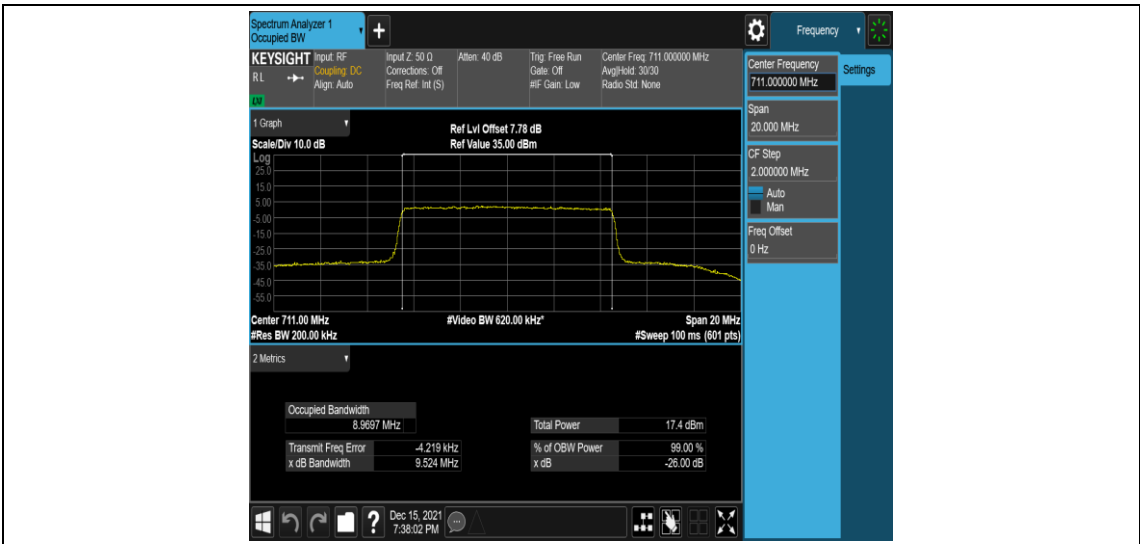 Spectrum Analyzer 1
Occupied BW
+
Frequency
KEYSIGHT
RL
LXI
Input: RF
Coupling: DC
Align: Auto
Input Z: 50 Ω
Corrections: Off
Freq Ref: Int (S)
Atten: 40 dB
Trig: Free Run
Gate: Off
#IF Gain: Low
Center Freq: 711.000000 MHz
Avg|Hold: 30/30
Radio Std: None
Center Frequency
711.000000 MHz
Settings
Span
20.000 MHz
CF Step
2.000000 MHz
Auto
Man
Freq Offset
0 Hz
1 Graph
Scale/Div 10.0 dB
Ref Lvl Offset 7.78 dB
Ref Value 35.00 dBm
Log
25.0
15.0
5.00
-5.00
-15.0
-25.0
-35.0
-45.0
-55.0
Center 711.00 MHz
#Video BW 620.00 kHz*
Span 20 MHz
#Res BW 200.00 kHz
#Sweep 100 ms (601 pts)
2 Metrics
Occupied Bandwidth
8.9697 MHz
Total Power 17.4 dBm
Transmit Freq Error -4.219 kHz
% of OBW Power 99.00 %
x dB Bandwidth 9.524 MHz
x dB -26.00 dB
?
Dec 15, 2021
7:38:02 PM